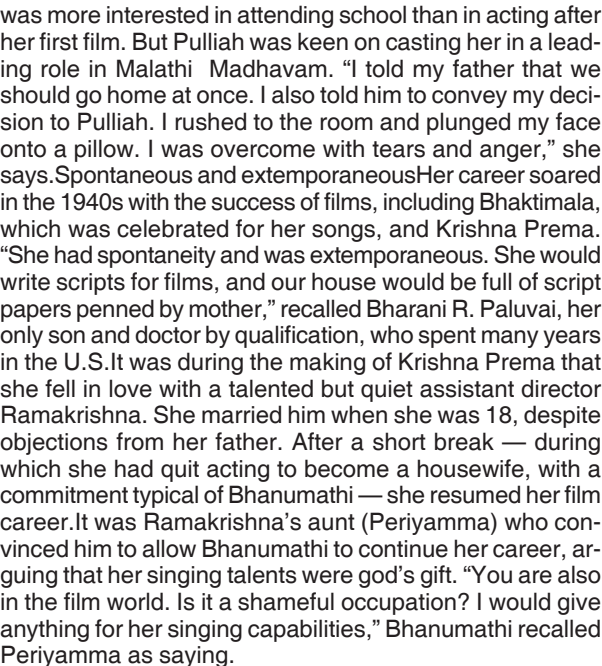 was more interested in attending school than in acting after
her first film. But Pulliah was keen on casting her in a lead-
ing role in Malathi  Madhavam. “I told my father that we
should go home at once. I also told him to convey my deci-
sion to Pulliah. I rushed to the room and plunged my face
onto a pillow. I was overcome with tears and anger,” she
says.Spontaneous and extemporaneousHer career soared
in the 1940s with the success of films, including Bhaktimala,
which was celebrated for her songs, and Krishna Prema.
“She had spontaneity and was extemporaneous. She would
write scripts for films, and our house would be full of script
papers penned by mother,” recalled Bharani R. Paluvai, her
only son and doctor by qualification, who spent many years
in the U.S.It was during the making of Krishna Prema that
she fell in love with a talented but quiet assistant director
Ramakrishna. She married him when she was 18, despite
objections from her father. After a short break — during
which she had quit acting to become a housewife, with a
commitment typical of Bhanumathi — she resumed her film
career.It was Ramakrishna’s aunt (Periyamma) who con-
vinced him to allow Bhanumathi to continue her career, ar-
guing that her singing talents were god’s gift. “You are also
in the film world. Is it a shameful occupation? I would give
anything for her singing capabilities,” Bhanumathi recalled
Periyamma as saying.